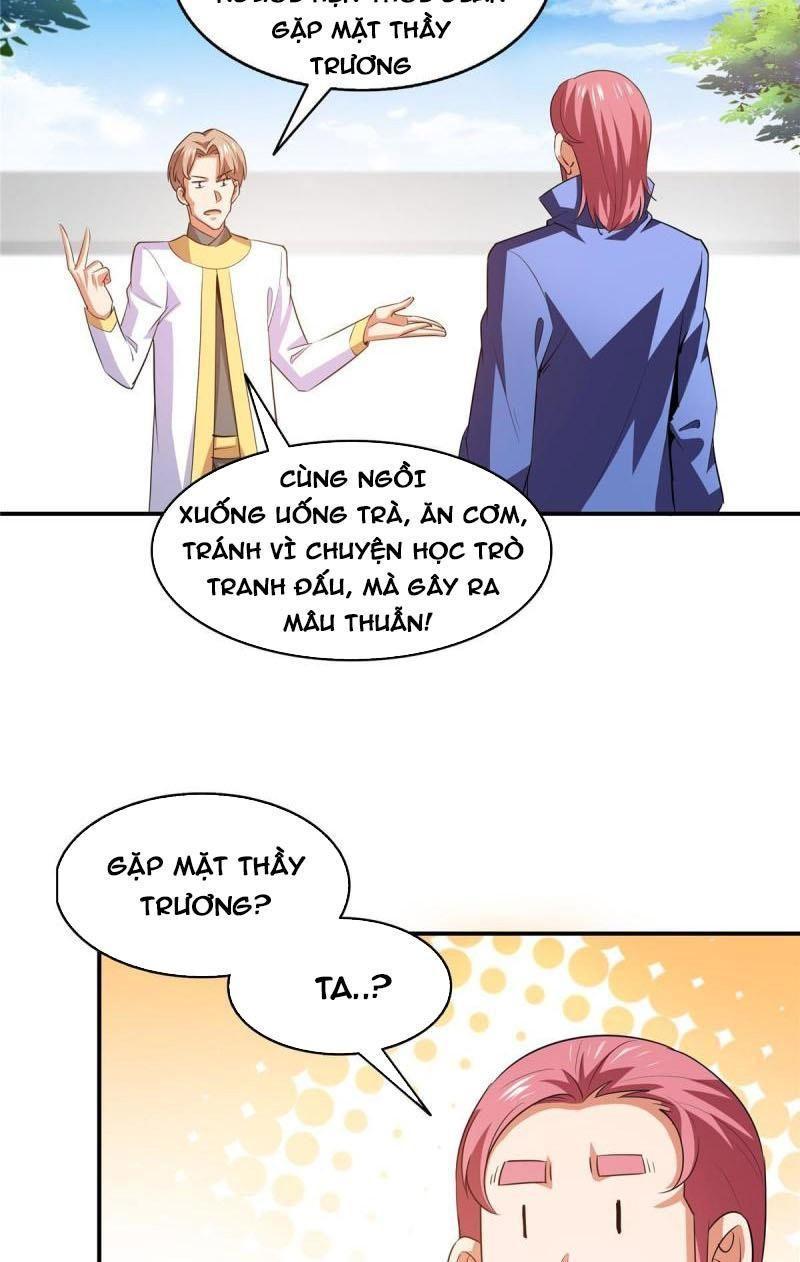 GẶP MẶT THẦY
TRƯƠNG
CÙNG NGỒI
XUỐNG UỐNG TRÀ, ĂN CƠM,
TRÁNH VÌ CHUYỆN HỌC TRÒ
TRANH ĐẤU, MÀ GÂY RA
MÂU THUẪN!
GẶP MẶT THẦY
TRƯƠNG?
TA..?